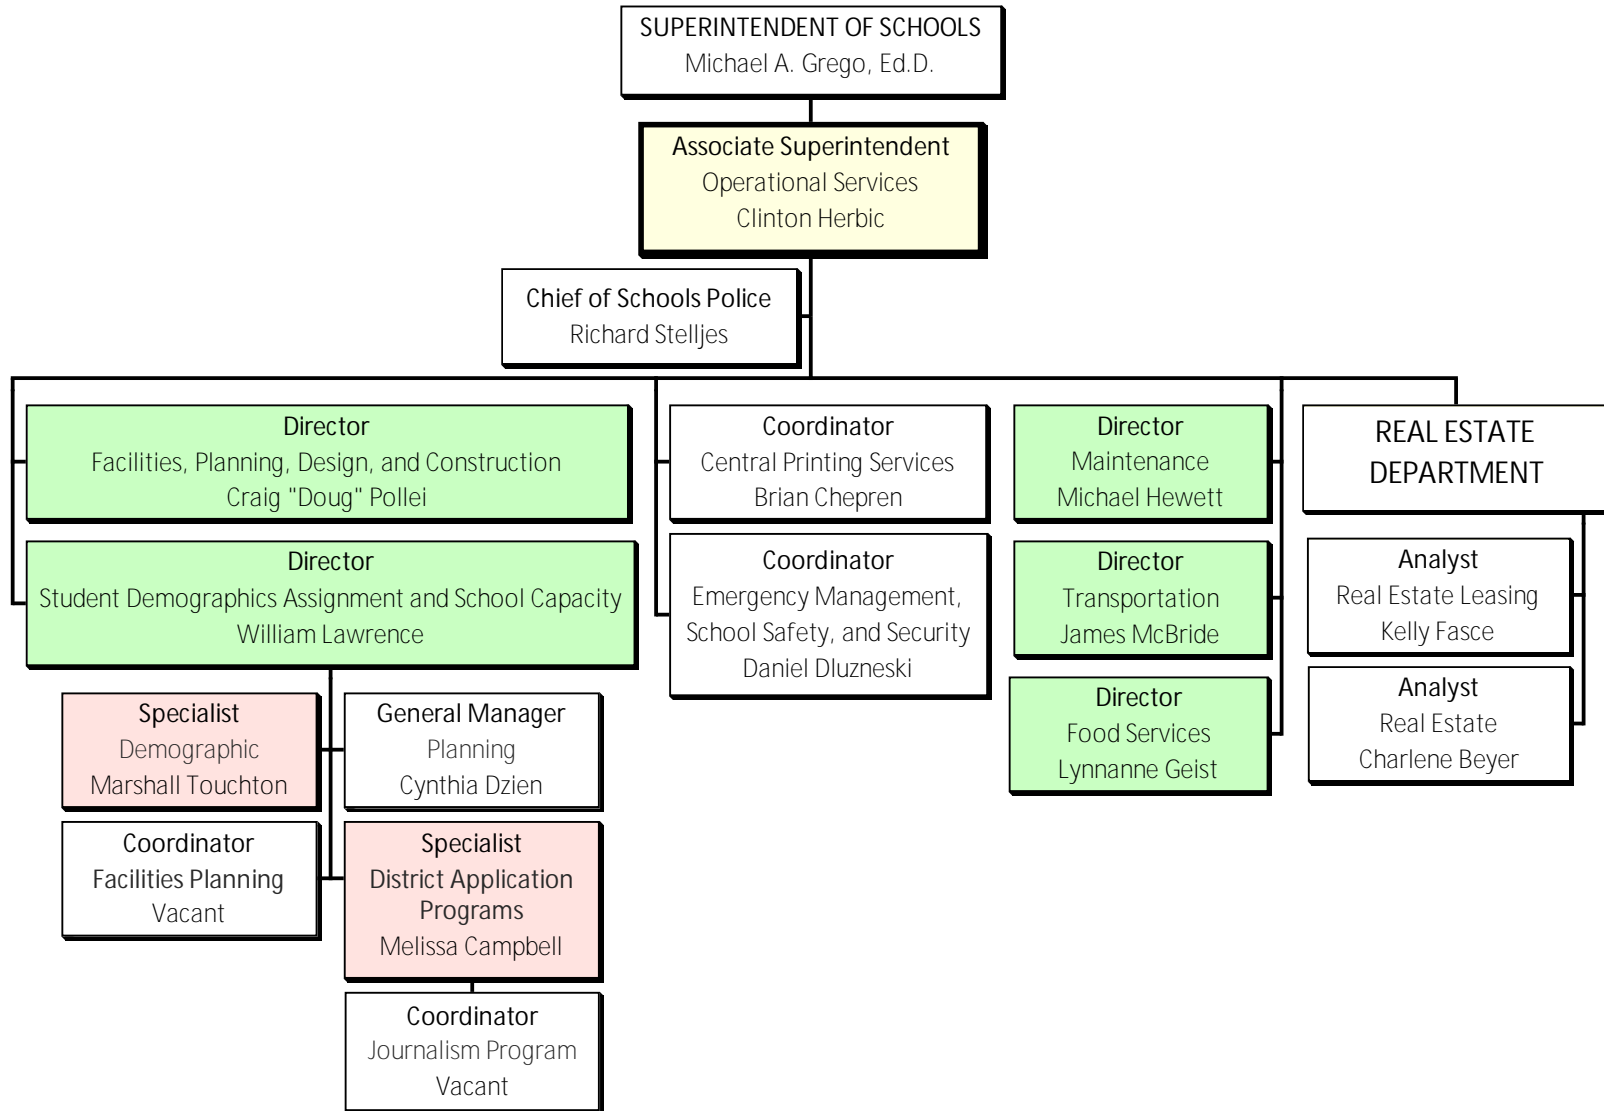 SUPERINTENDENT OF SCHOOLS
Michael A. Grego, Ed.D.
Associate Superintendent
Operational Services
Clinton Herbic
Chief of Schools Police
Richard Stelljes
Director
Facilities, Planning, Design, and Construction
Craig "Doug" Pollei
Director
Student Demographics Assignment and School Capacity
William Lawrence
Specialist
Demographic
Marshall Touchton
General Manager
Planning
Cynthia Dzien
Coordinator
Facilities Planning
Vacant
Specialist
District Application
Programs
Melissa Campbell
Coordinator
Journalism Program
Vacant
Coordinator
Central Printing Services
Brian Chepren
Coordinator
Emergency Management,
School Safety, and Security
Daniel Dluzneski
Director
Maintenance
Michael Hewett
Director
Transportation
James McBride
Director
Food Services
Lynnanne Geist
REAL ESTATE
DEPARTMENT
Analyst
Real Estate Leasing
Kelly Fasce
Analyst
Real Estate
Charlene Beyer